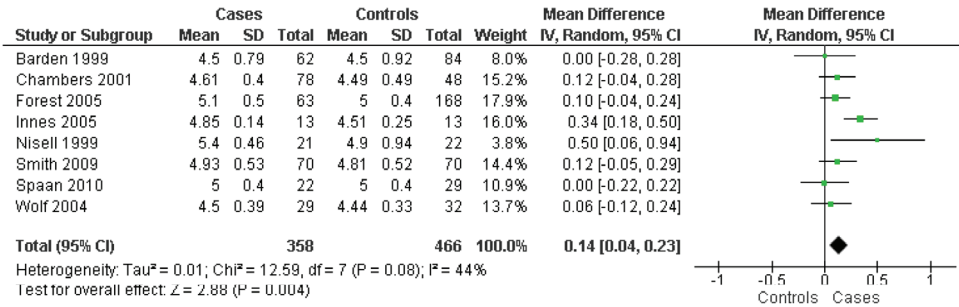 Cases Controls Mean Difference Mean Difference
Study or Subgroup Mean SD Total Mean SD Total Weight IV, Random, 95% CI IV, Random, 95% CI
Barden 1999 4.5 0.79 62 4.5 0.92 84 8.0% 0.00 [-0.28, 0.28]
Chambers 2001 4.61 0.4 78 4.49 0.49 48 15.2% 0.12 [-0.04, 0.28]
Forest 2005 5.1 0.5 63 5 0.4 168 17.9% 0.10 [-0.04, 0.24]
Innes 2005 4.85 0.14 13 4.51 0.25 13 16.0% 0.34 [0.18, 0.50]
Nisell 1999 5.4 0.46 21 4.9 0.94 22 3.8% 0.50 [0.06, 0.94]
Smith 2009 4.93 0.53 70 4.81 0.52 70 14.4% 0.12 [-0.05, 0.29]
Spaan 2010 5 0.4 22 5 0.4 29 10.9% 0.00 [-0.22, 0.22]
Wolf 2004 4.5 0.39 29 4.44 0.33 32 13.7% 0.06 [-0.12, 0.24]
Total (95% CI) 358 466 100.0% 0.14 [0.04, 0.23]
Heterogeneity: Tau² = 0.01; Chi² = 12.59, df = 7 (P = 0.08); I² = 44%
Test for overall effect: Z = 2.88 (P = 0.004)
-1 -0.5 0 0.5 1
Controls Cases